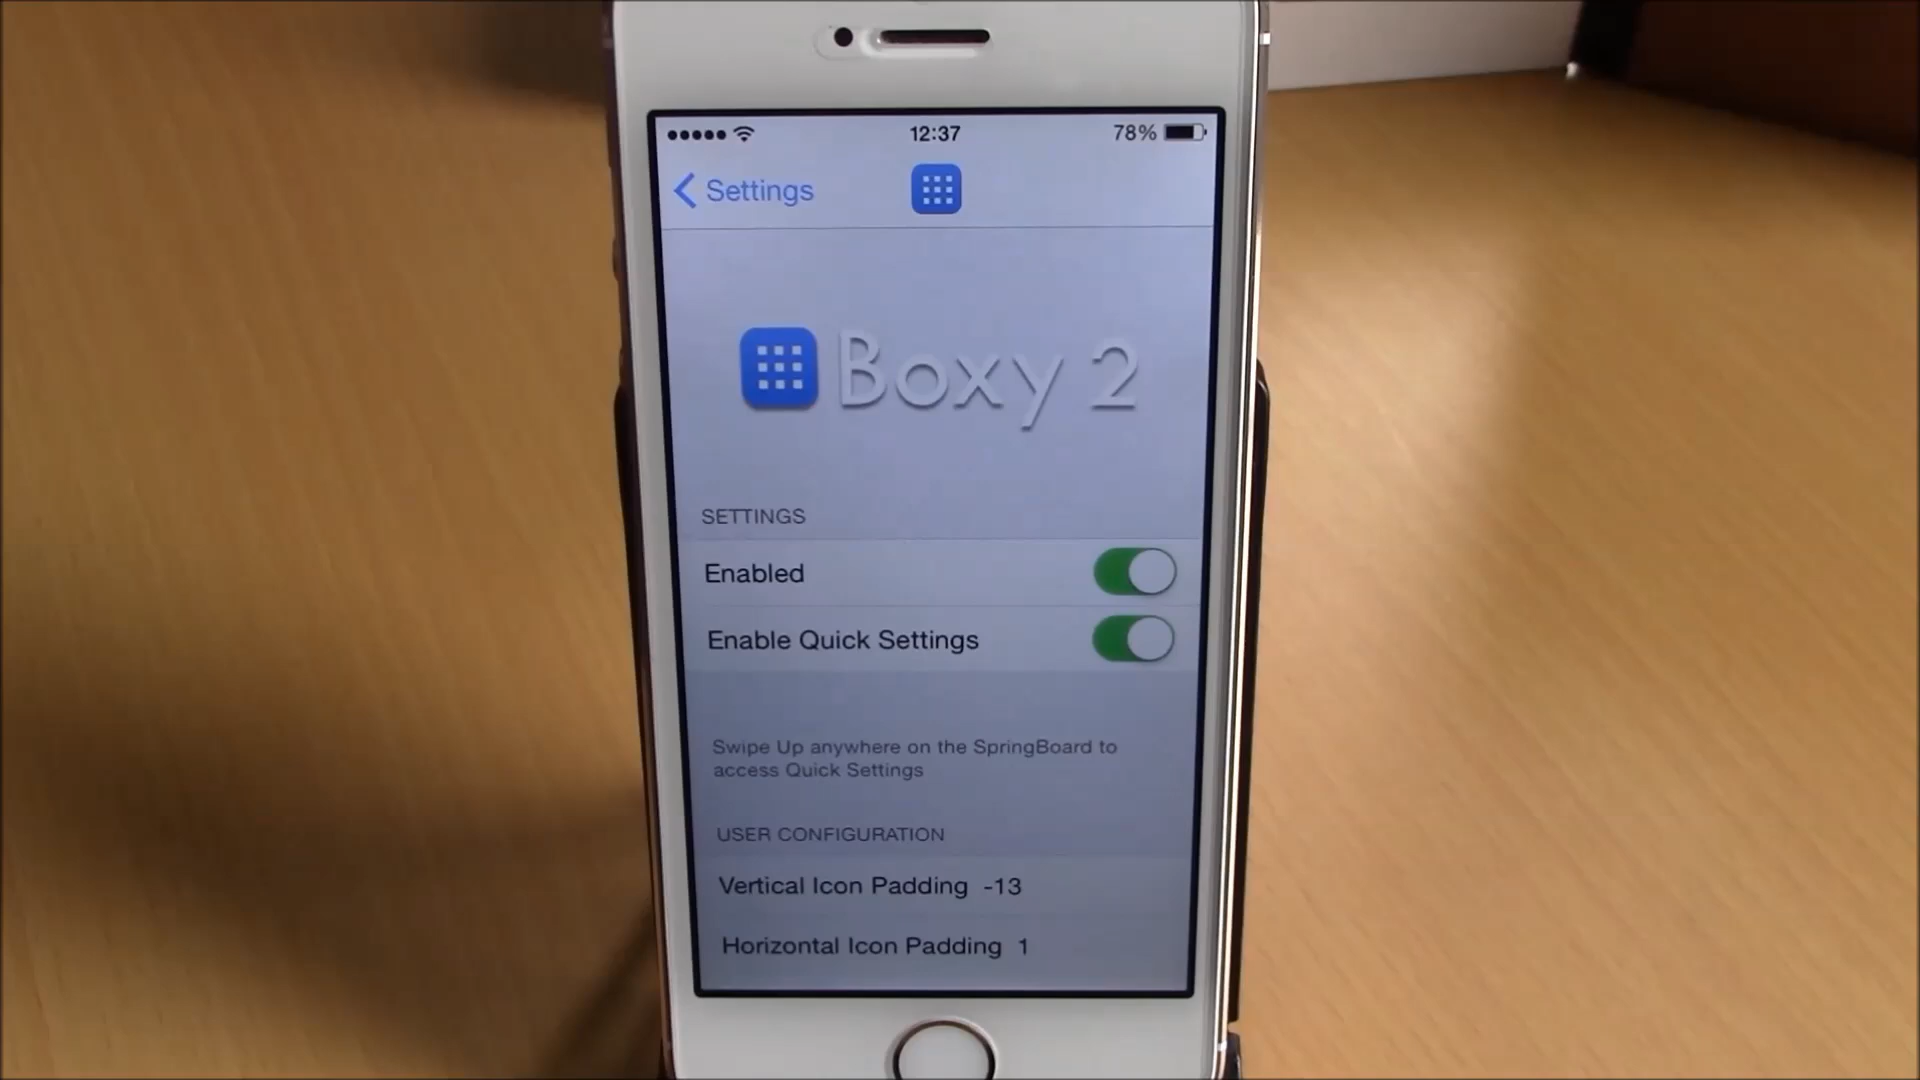 12:37
78%
Settings
Boxy 2
SETTINGS
Enabled
Enable Quick Settings
Swipe Up anywhere on the SpringBoard to
access Quick Settings
USER CONFIGURATION
Vertical Icon Padding -13
Horizontal Icon Padding 1